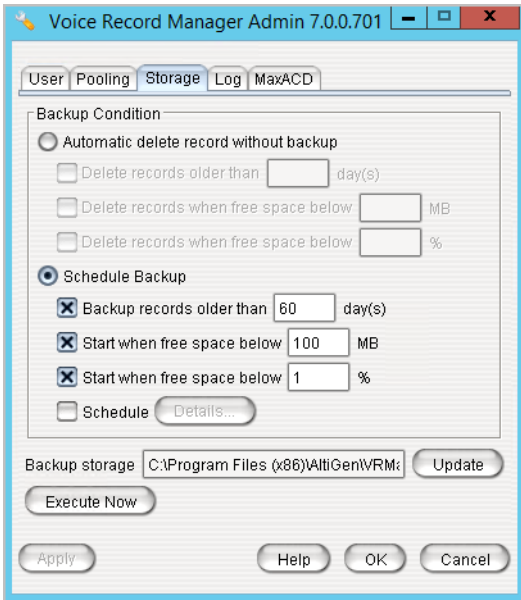 Voice Record Manager Admin 7.0.0.701
User Pooling Storage Log MaxACD
Backup Condition
Automatic delete record without backup
Delete records older than day(s)
Delete records when free space below MB
Delete records when free space below %
Schedule Backup
Backup records older than 60 day(s)
Start when free space below 100 MB
Start when free space below 1 %
Schedule Details...
Backup storage C:\Program Files (x86)\AltiGen\VRMa Update
Execute Now
Apply Help OK Cancel